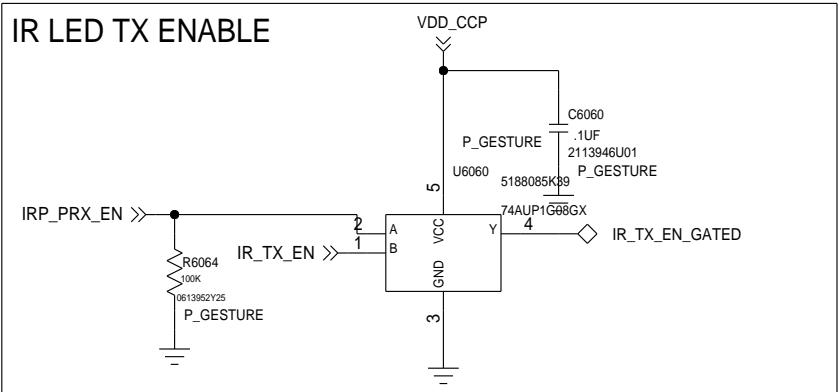 IR LED TX ENABLE
VDD_CCP
C6060
.1UF
P_GESTURE
2113946U01
P_GESTURE
U6060
5188085K39
74AUP1G08GX
5
IRP_PRX_EN
2
A
VCC
Y
4
IR_TX_EN_GATED
IR_TX_EN
1
B
GND
R6064
100K
0613952Y25
P_GESTURE
3